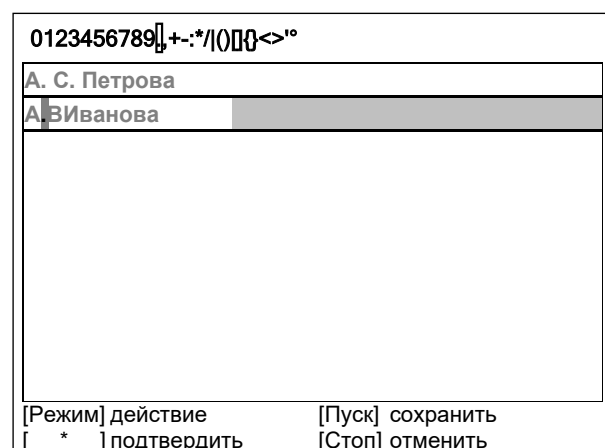 0123456789.,+-:*/|()[]{}<>'°
А. С. Петрова
А.ВИванова
[Режим] действие [Пуск] сохранить
[ * ] подтвердить [Стоп] отменить